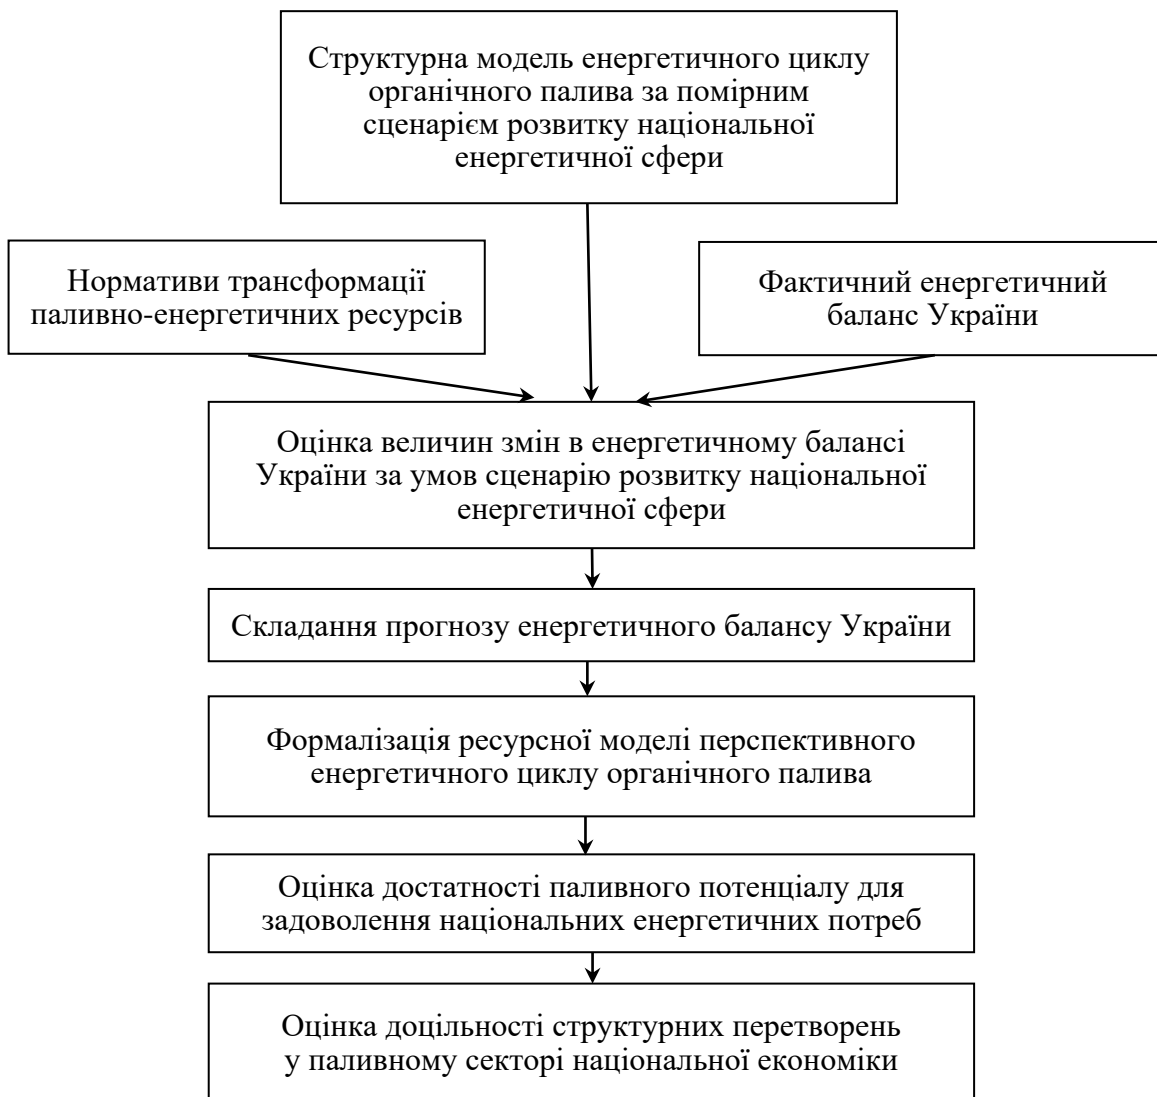 Структурна модель енергетичного циклу
органічного палива за помірним
сценарієм розвитку національної
енергетичної сфери
Нормативи трансформації
паливно-енергетичних ресурсів
Фактичний енергетичний
баланс України
Оцінка величин змін в енергетичному балансі
України за умов сценарію розвитку національної
енергетичної сфери
Складання прогнозу енергетичного балансу України
Формалізація ресурсної моделі перспективного
енергетичного циклу органічного палива
Оцінка достатності паливного потенціалу для
задоволення національних енергетичних потреб
Оцінка доцільності структурних перетворень
у паливному секторі національної економіки